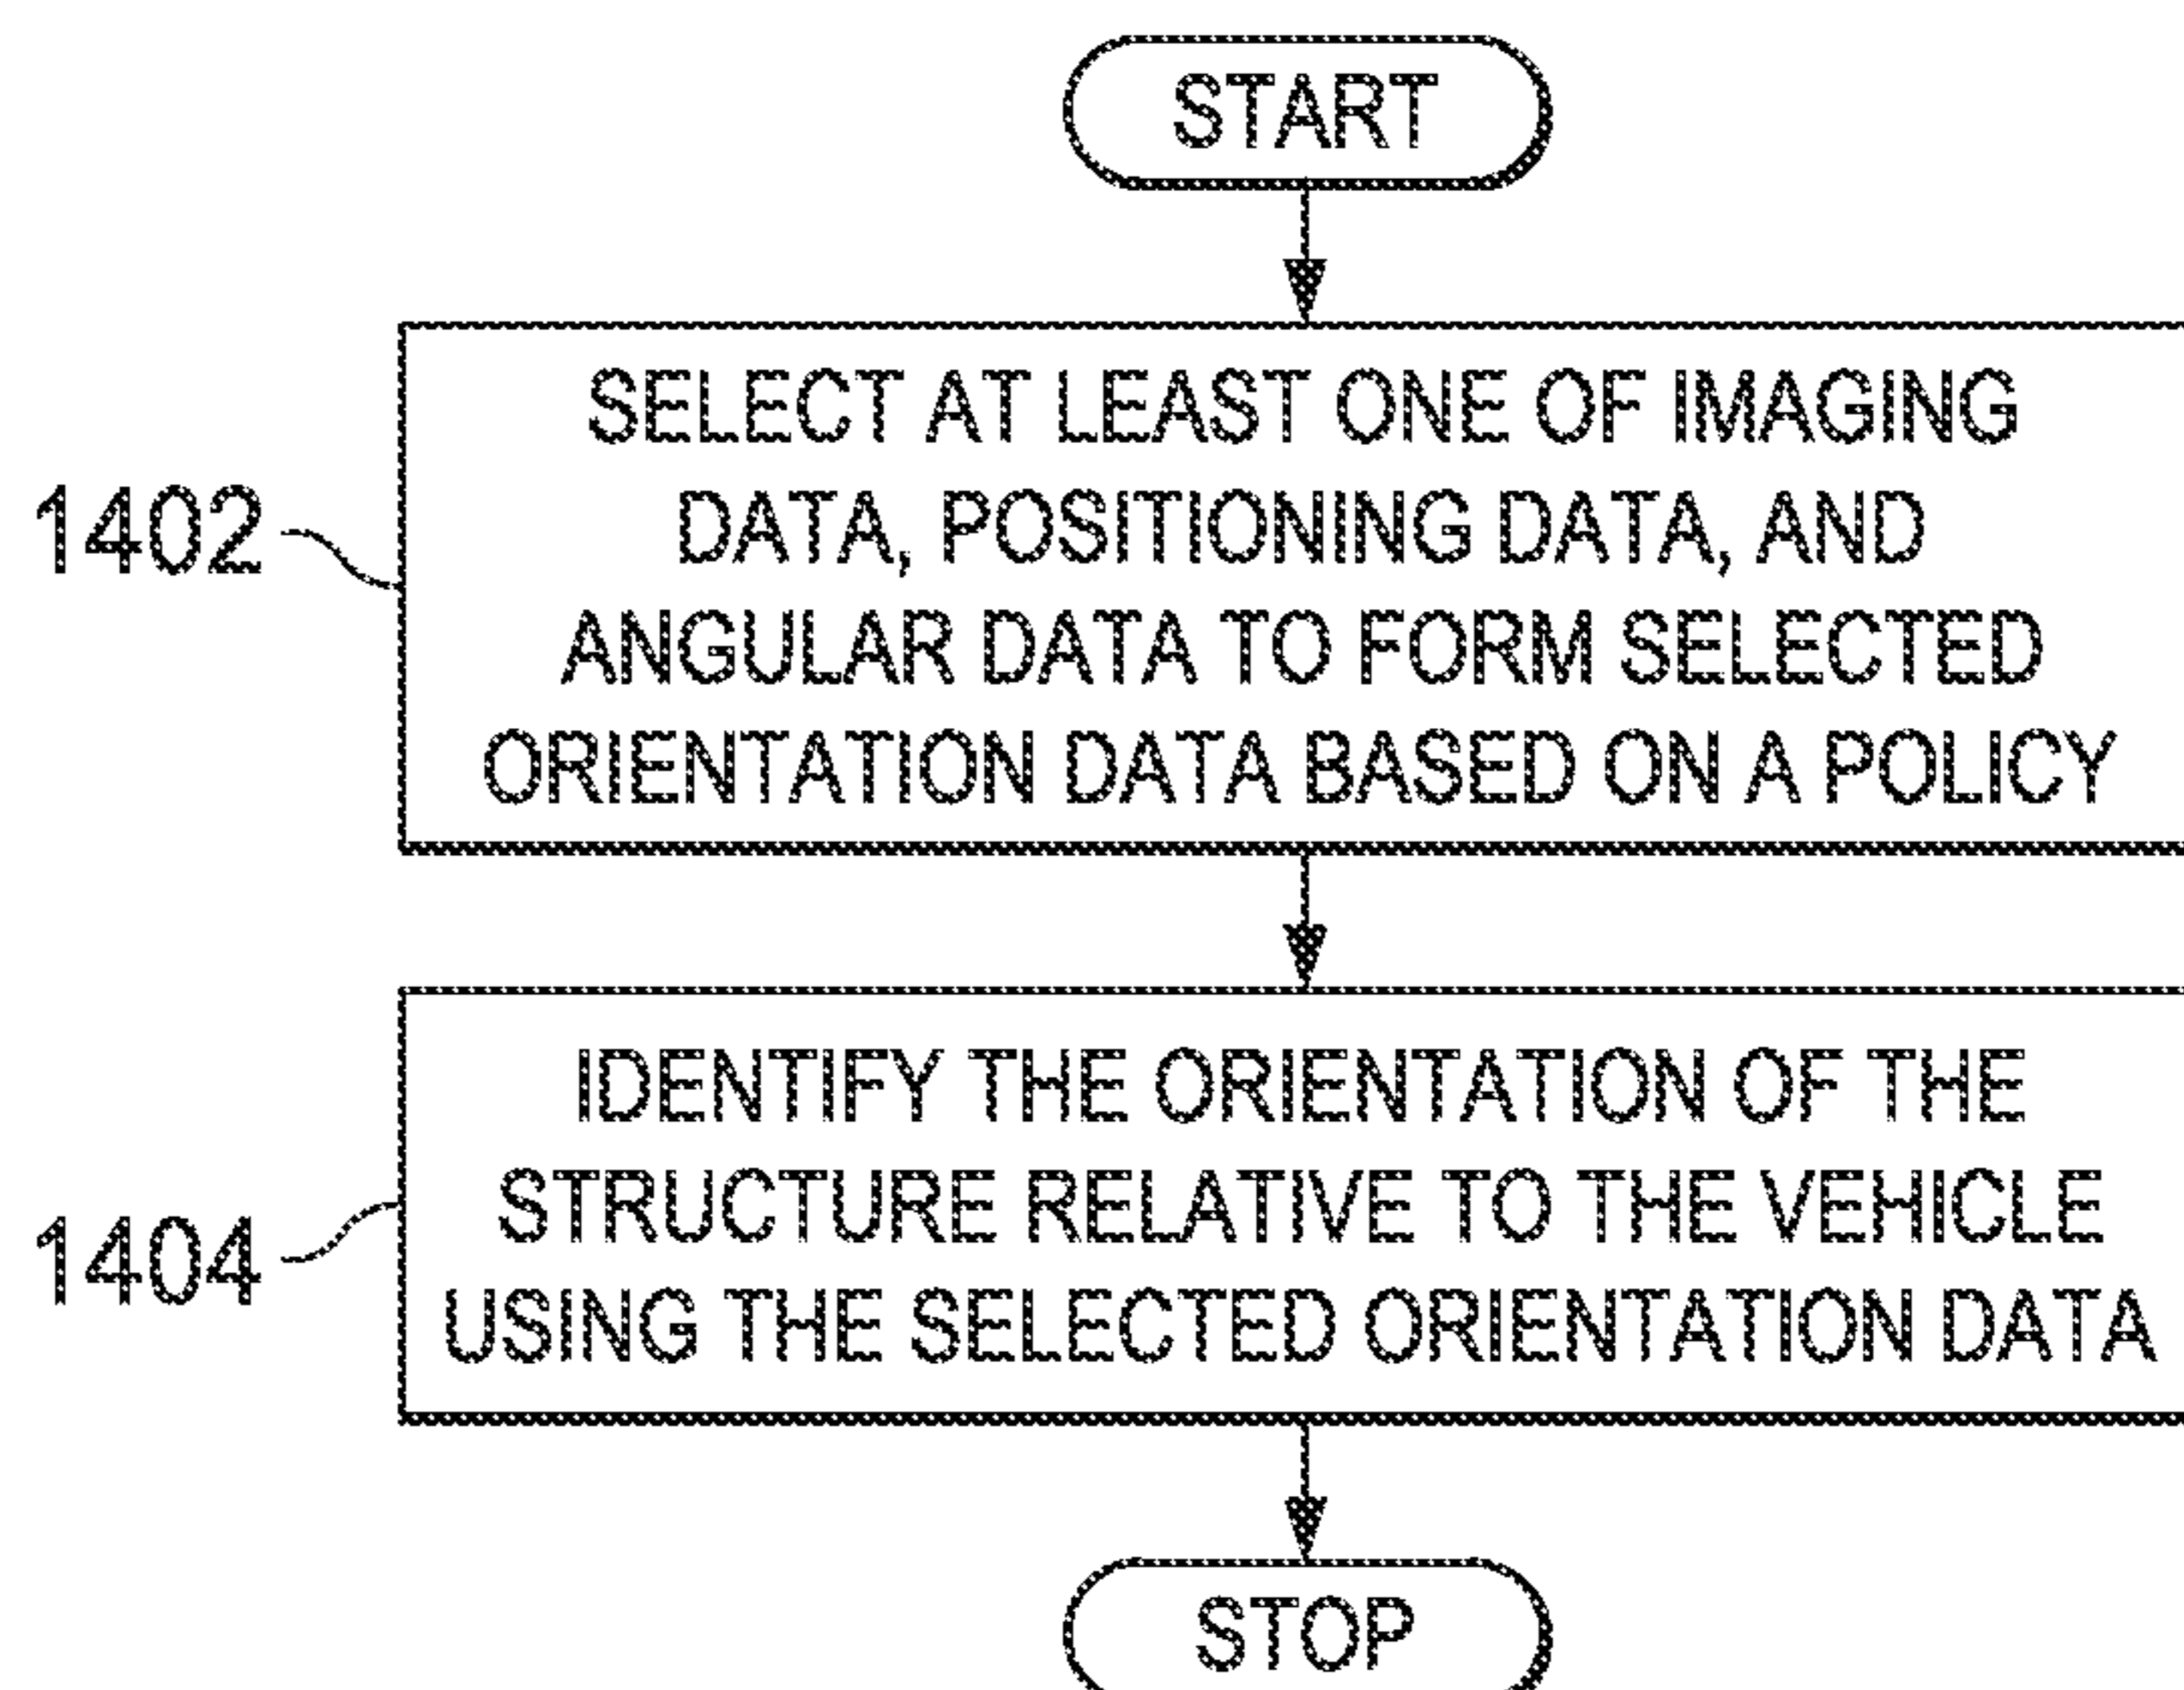 START
1402
SELECT AT LEAST ONE OF IMAGING
DATA, POSITIONING DATA, AND
ANGULAR DATA TO FORM SELECTED
ORIENTATION DATA BASED ON A POLICY
1404
IDENTIFY THE ORIENTATION OF THE
STRUCTURE RELATIVE TO THE VEHICLE
USING THE SELECTED ORIENTATION DATA
STOP